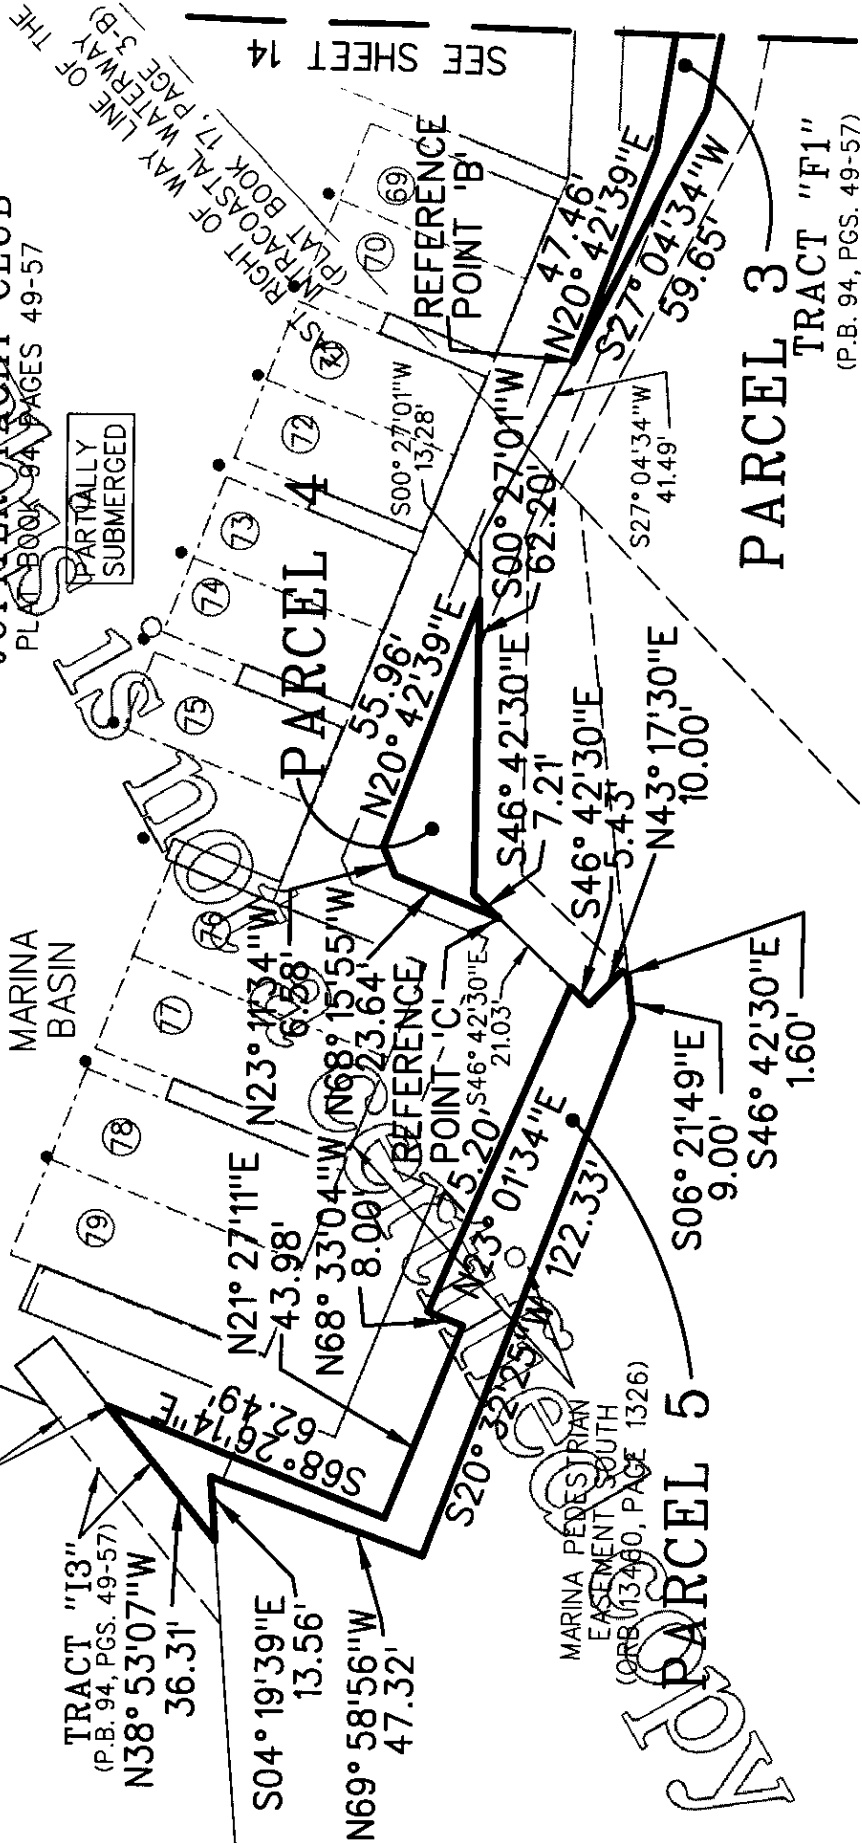 RIGHT OF WAY LINE OF THE
INTRACOASTAL WATERWAY
(PLAT BOOK 17, PAGE 3-B)
SEE SHEET 14
PLAT BOOK 94 PAGES 49-57
PARTIALLY
SUBMERGED
MARINA
BASIN
69
70
72
73
74
75
76
77
78
79
REFERENCE
POINT 'B'
47.46'
N20° 42'39"E
S27° 04'34"W
59.65'
PARCEL 3
TRACT "F1"
(P.B. 94, PGS. 49-57)
S00° 27'01"W
13.28'
S27° 04'34"W
41.49'
PARCEL 4
55.96'
N20° 42'39"E
S00° 27'01"W
62.20'
S46° 42'30"E
7.21'
S46° 42'30"E
5.43'
N43° 17'30"E
10.00'
N23° 11'34"W
6.58'
N68° 15'55"W
23.64'
REFERENCE
POINT 'C'
S46° 42'30"E
21.03'
S46° 42'30"E
1.60'
S06° 21'49"E
9.00'
N21° 27'11"E
43.98'
N68° 33'04"W
8.00'
5.20'
N23° 01'34"E
122.33'
S20° 32'25"W
S68° 26'14"E
62.49'
TRACT "I3"
(P.B. 94, PGS. 49-57)
N38° 53'07"W
36.31'
S04° 19'39"E
13.56'
N69° 58'56"W
47.32'
MARINA PEDESTRIAN
EASEMENT SOUTH
(ORB 13460, PAGE 1326)
PARCEL 5
is not a certified copy